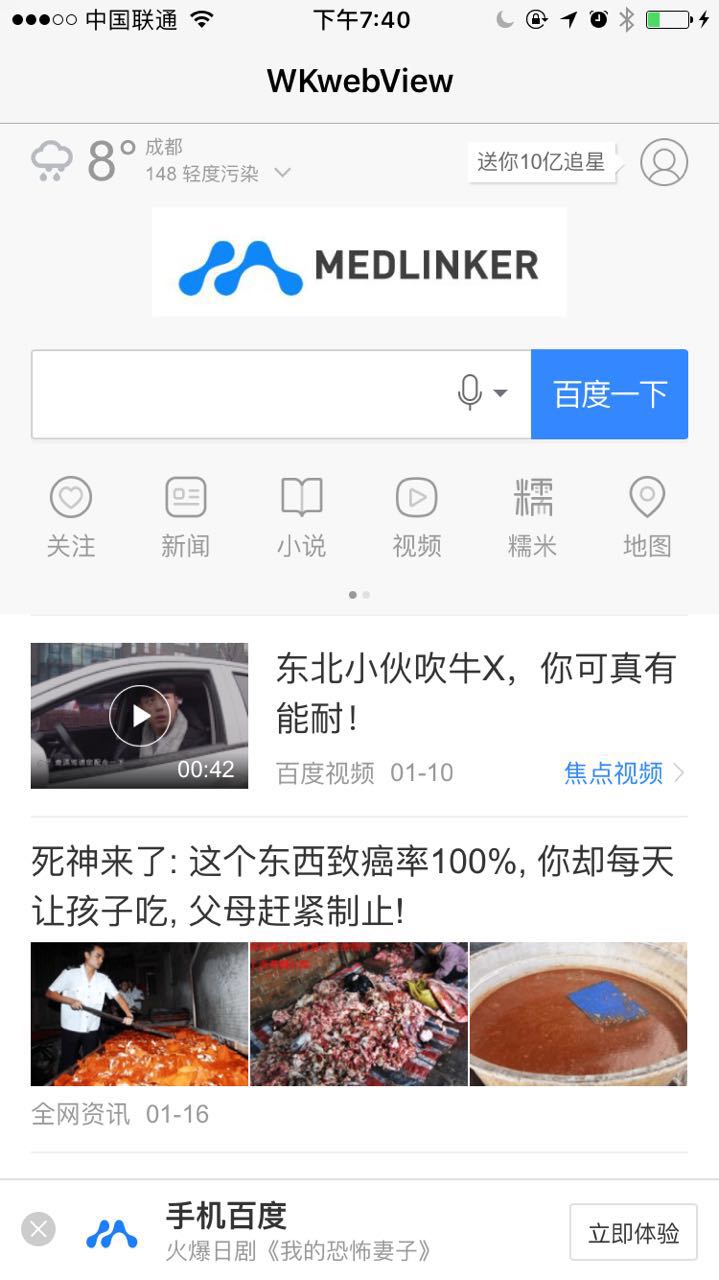 中国联通
下午7:40
WKwebView
8°
成都
148 轻度污染
送你10亿追星
MEDLINKER
百度一下
关注
新闻
小说
视频
糯
糯米
地图
东北小伙吹牛X，你可真有
能耐！
00:42
百度视频 01-10
焦点视频
死神来了: 这个东西致癌率100%, 你却每天
让孩子吃, 父母赶紧制止!
全网资讯 01-16
手机百度
火爆日剧《我的恐怖妻子》
立即体验